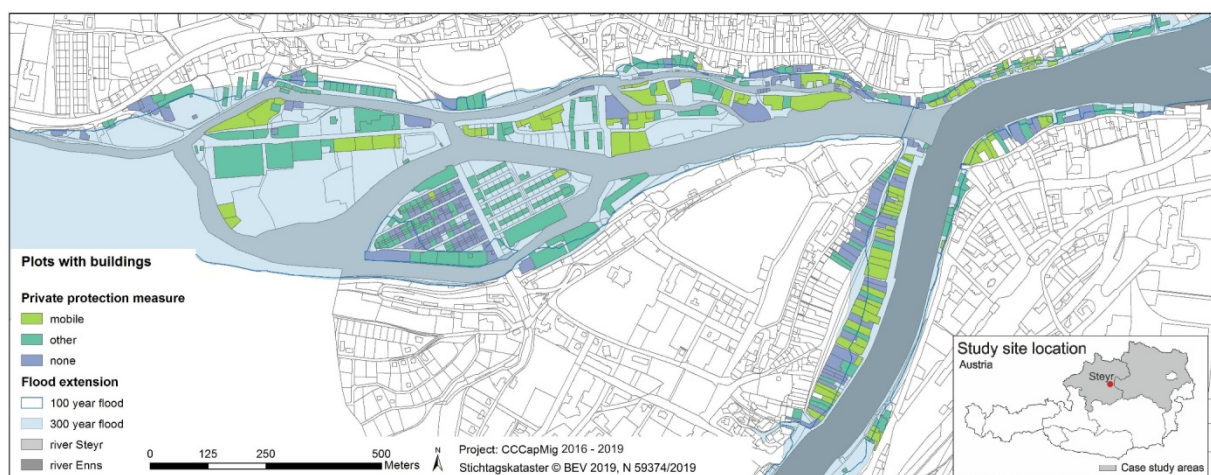 Plots with buildings
Private protection measure
mobile
other
none
Flood extension
100 year flood
300 year flood
river Steyr
river Enns
0 125 250 500
Meters
N
Project: CCCapMig 2016 - 2019
Stichtagskataster © BEV 2019, N 59374/2019
Study site location
Austria
Steyr
Case study areas